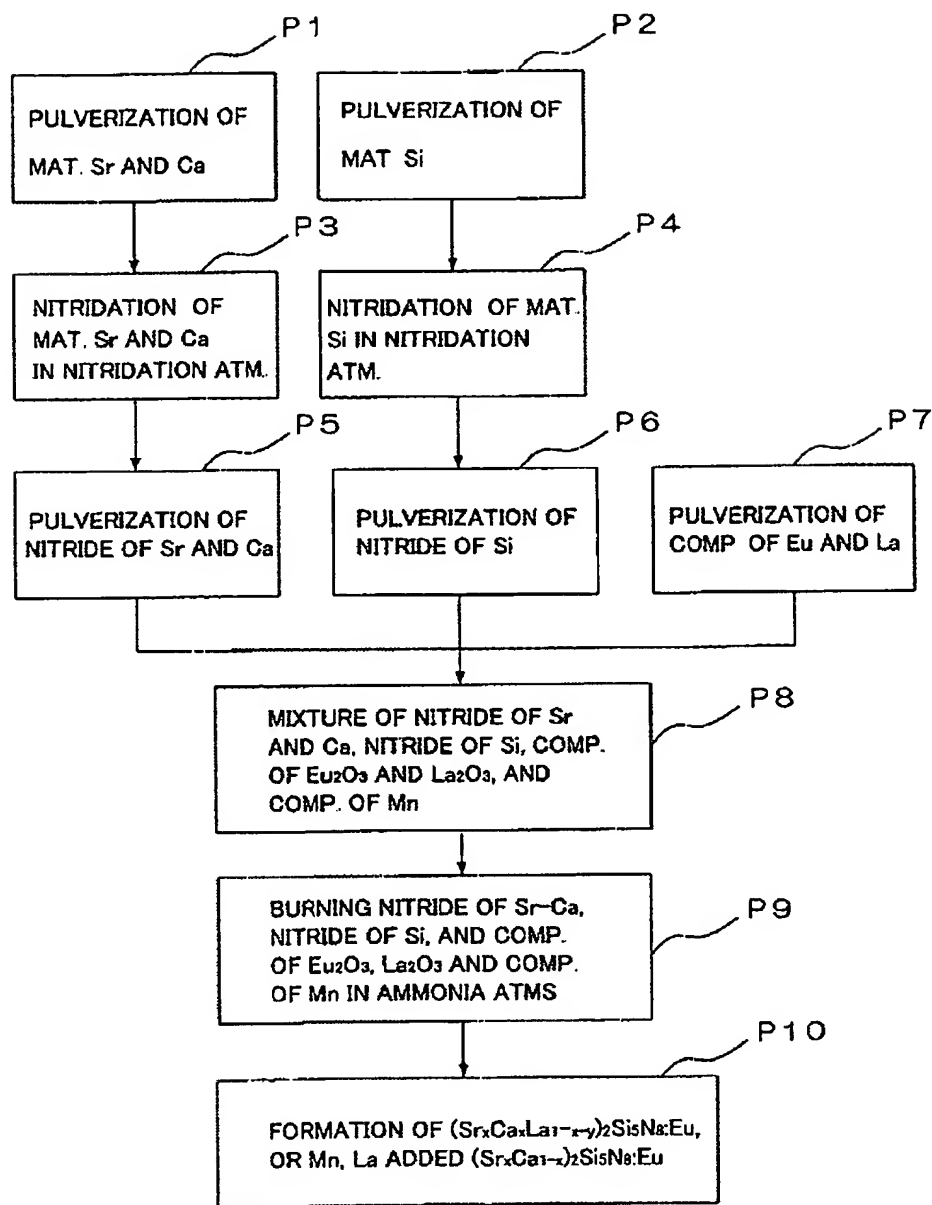 P1
P2
PULVERIZATION OF
MAT. Sr AND Ca
PULVERIZATION OF
MAT Si
P3
P4
NITRIDATION OF
MAT. Sr AND Ca
IN NITRIDATION ATM.
NITRIDATION OF MAT.
Si IN NITRIDATION
ATM.
P5
P6
P7
PULVERIZATION OF
NITRIDE OF Sr AND Ca
PULVERIZATION OF
NITRIDE OF Si
PULVERIZATION OF
COMP OF Eu AND La
P8
MIXTURE OF NITRIDE OF Sr
AND Ca, NITRIDE OF Si, COMP.
OF Eu₂O₃ AND La₂O₃, AND
COMP. OF Mn
P9
BURNING NITRIDE OF Sr-Ca,
NITRIDE OF Si, AND COMP.
OF Eu₂O₃, La₂O₃ AND COMP.
OF Mn IN AMMONIA ATMS
P10
FORMATION OF (SrₓCaₓLa₁₋ₓ₋y)₂Si₅N₈:Eu,
OR Mn, La ADDED (SrₓCa₁₋ₓ)₂Si₅N₈:Eu